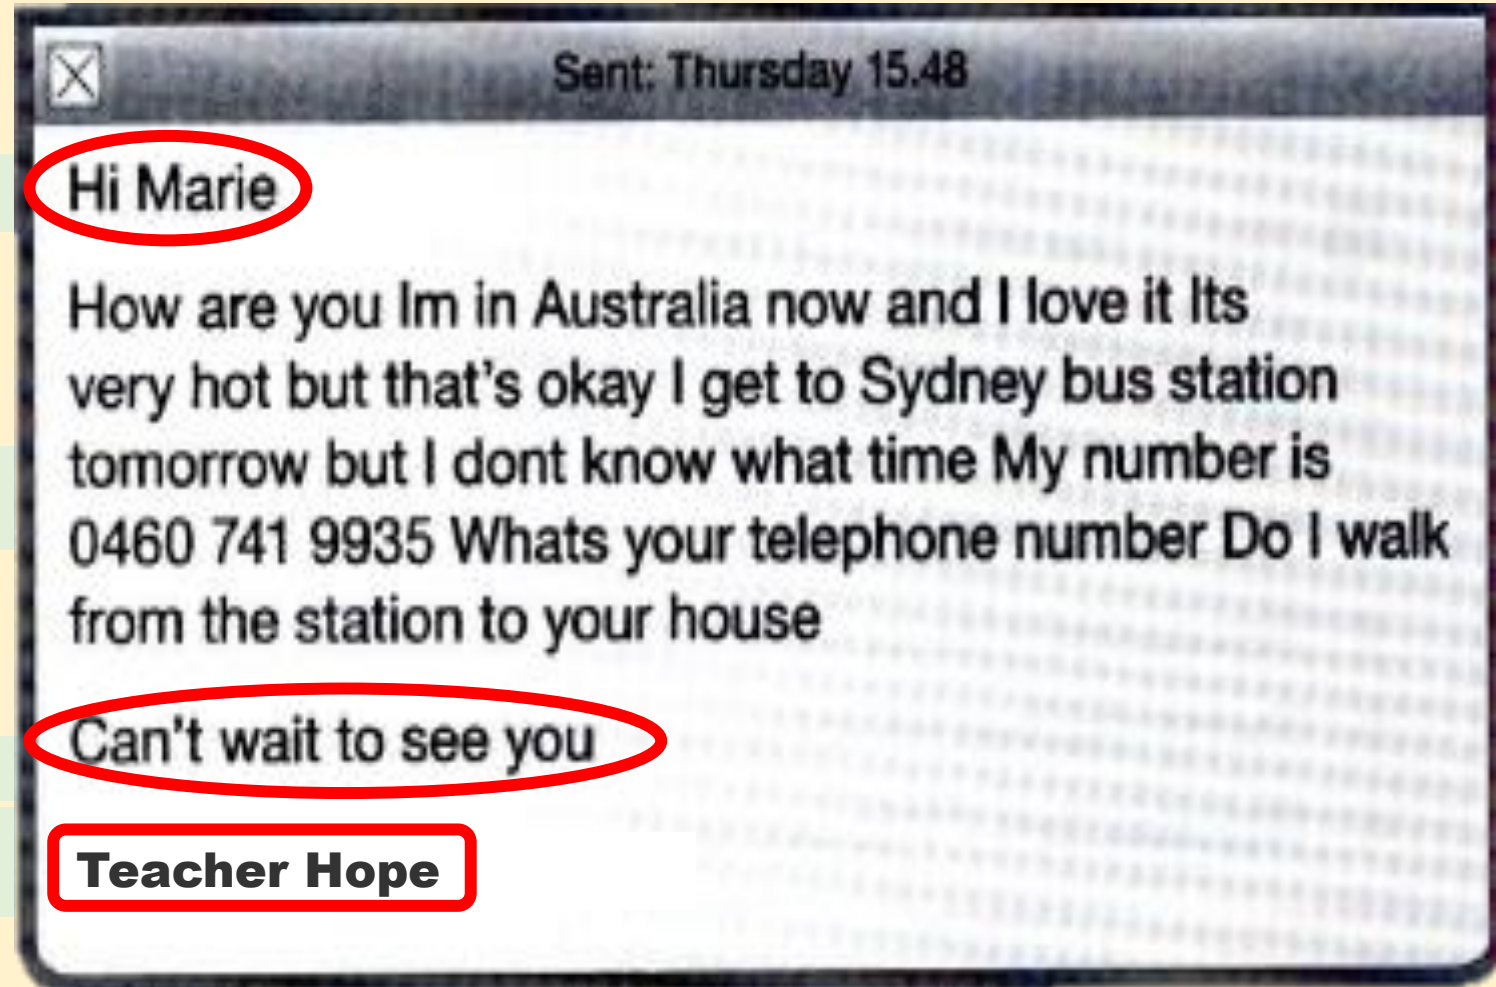 Sent: Thursday 15.48
Hi Marie
How are you Im in Australia now and I love it Its
very hot but that's okay I get to Sydney bus station
tomorrow but I dont know what time My number is
0460 741 9935 Whats your telephone number Do I walk
from the station to your house
Can't wait to see you
Teacher Hope